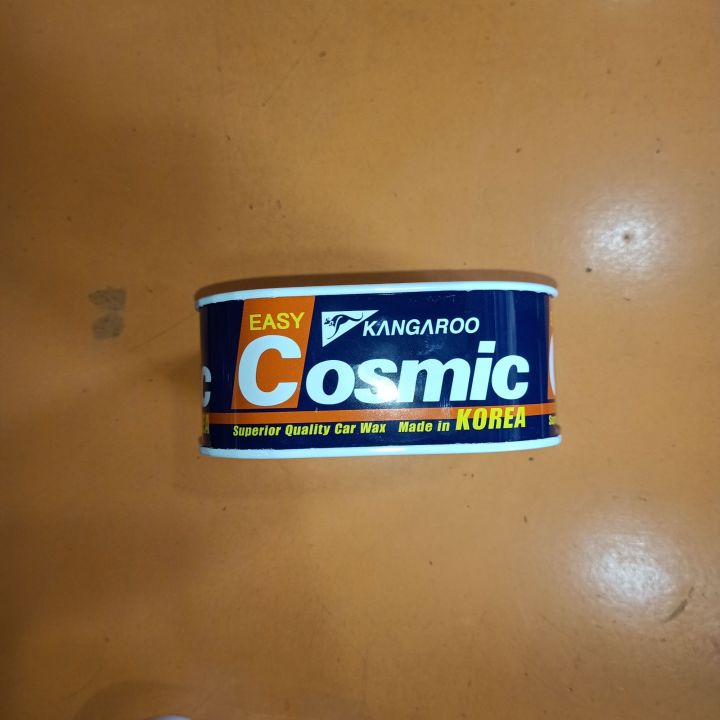 EASY
KANGAROO
Cosmic
Superior Quality Car Wax Made in KOREA